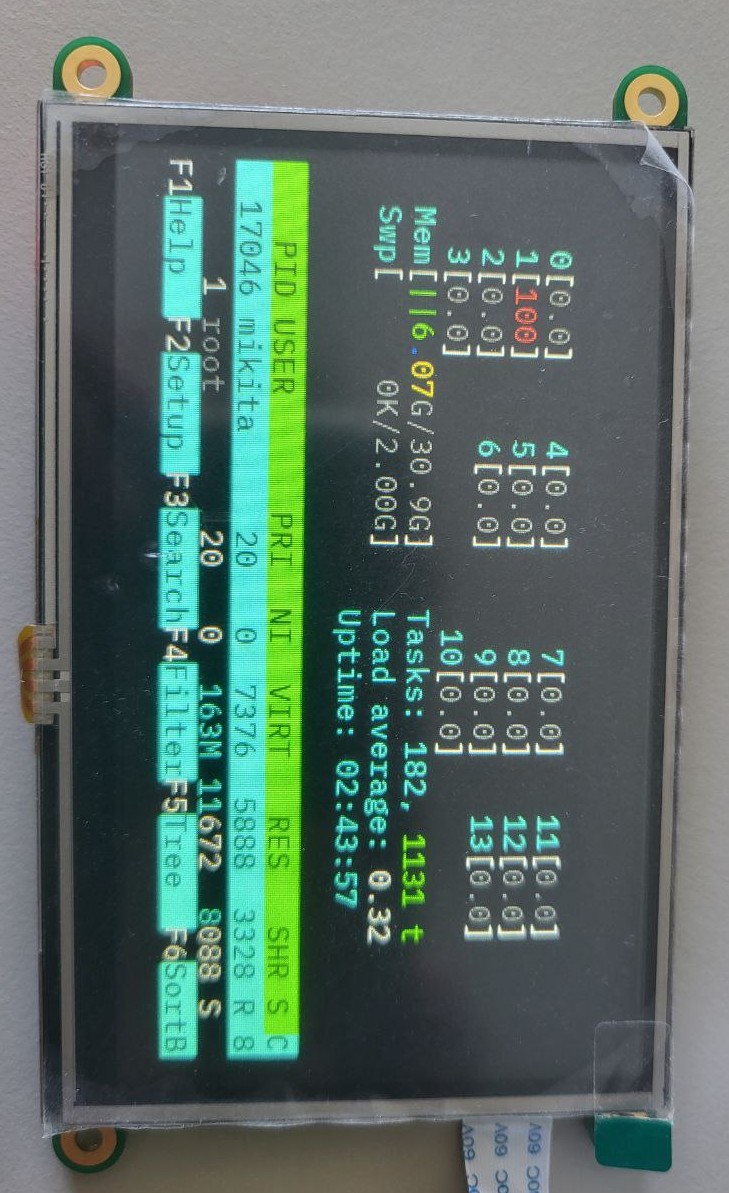 0[0.0] 4[0.0] 7[0.0] 11[0.0]
1[100] 5[0.0] 8[0.0] 12[0.0]
2[0.0] 6[0.0] 9[0.0] 13[0.0]
3[0.0] 10[0.0]
Mem[||6.07G/30.9G] Tasks: 182, 1131 t
Swp[ 0K/2.00G] Load average: 0.32
Uptime: 02:43:57
PID USER PRI NI VIRT RES SHR S C
17046 mikita 20 0 7376 5888 3328 R 8
1 root 20 0 163M 11672 8088 S
F1Help F2Setup F3SearchF4FilterF5Tree F6SortB
60V
60V
60V